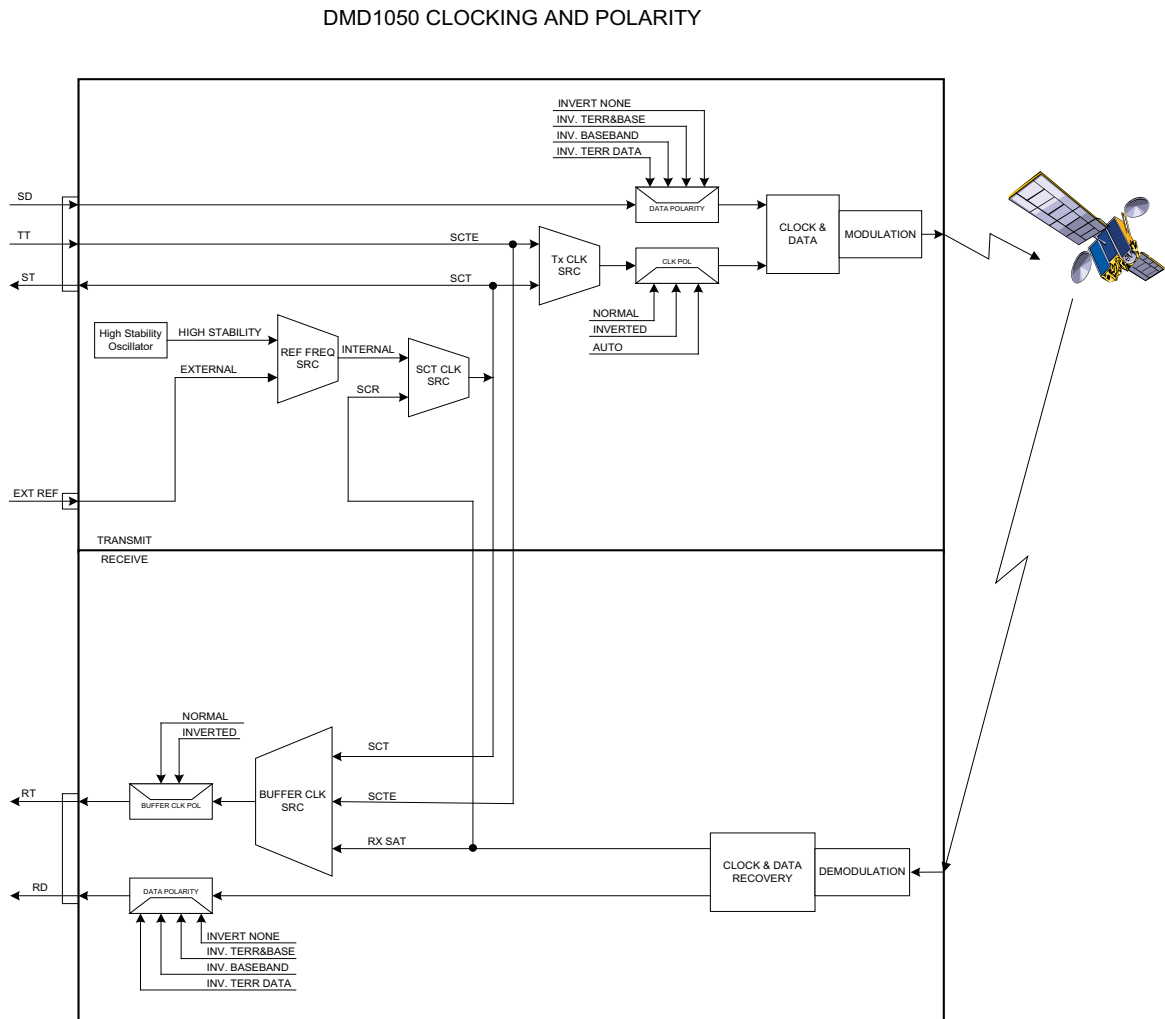 DMD1050 CLOCKING AND POLARITY
INVERT NONE
INV. TERR&BASE
INV. BASEBAND
INV. TERR DATA
SD
DATA POLARITY
TT
SCTE
CLOCK &
DATA
MODULATION
Tx CLK
SRC
CLK POL
ST
SCT
NORMAL
INVERTED
AUTO
High Stability
Oscillator
HIGH STABILITY
REF FREQ
SRC
INTERNAL
EXTERNAL
SCT CLK
SRC
SCR
EXT REF
TRANSMIT
RECEIVE
NORMAL
INVERTED
SCT
BUFFER CLK
SRC
RT
BUFFER CLK POL
SCTE
RX SAT
CLOCK & DATA
RECOVERY
DEMODULATION
RD
DATA POLARITY
INVERT NONE
INV. TERR&BASE
INV. BASEBAND
INV. TERR DATA